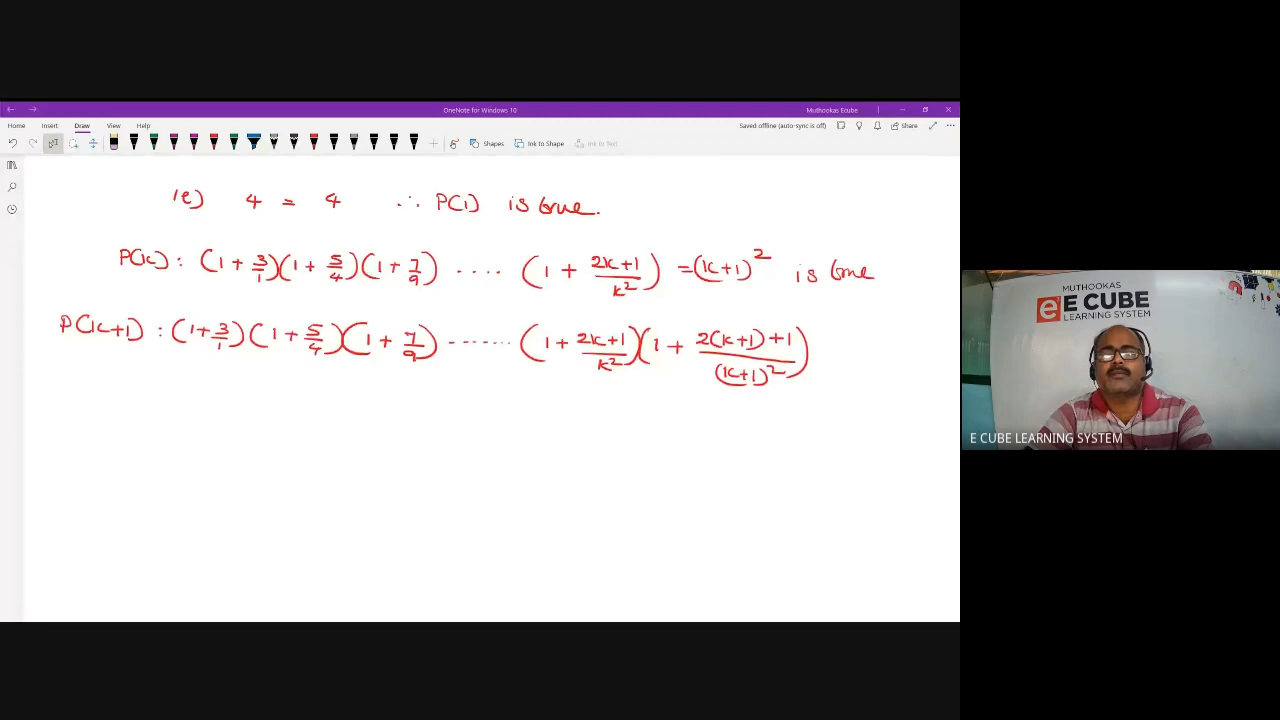 OneNote for Windows 10
Muthookas Ecube
Home Insert Draw View Help
Saved offline (auto-sync is off)
Share
Shapes
Ink to Shape
Ink to Text
ie) 4 = 4 ∴ P(1) is true.
P(k) : (1 + 3/1)(1 + 5/4)(1 + 7/9) .... (1 + 2k+1/k²) = (k+1)² is true
P(k+1) : (1 + 3/1)(1 + 5/4)(1 + 7/9) ...... (1 + 2k+1/k²)(1 + 2(k+1)+1/(k+1)²)
MUTHOOKAS
e E CUBE
LEARNING SYSTEM
E CUBE LEARNING SYSTEM